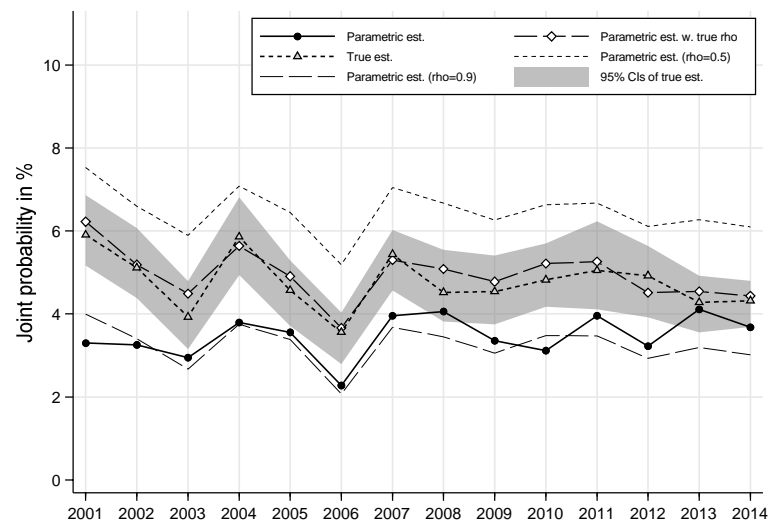 Parametric est.
Parametric est. w. true rho
True est.
Parametric est. (rho=0.5)
Parametric est. (rho=0.9)
95% CIs of true est.
Joint probability in %
10
8
6
4
2
0
2001 2002 2003 2004 2005 2006 2007 2008 2009 2010 2011 2012 2013 2014